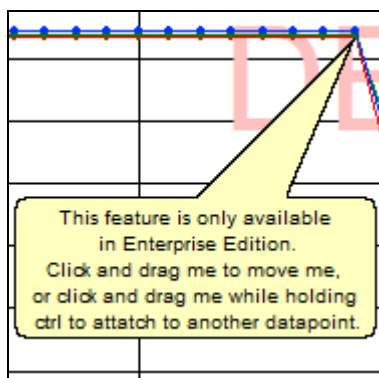 DE
This feature is only available
in Enterprise Edition.
Click and drag me to move me,
or click and drag me while holding
ctrl to attatch to another datapoint.